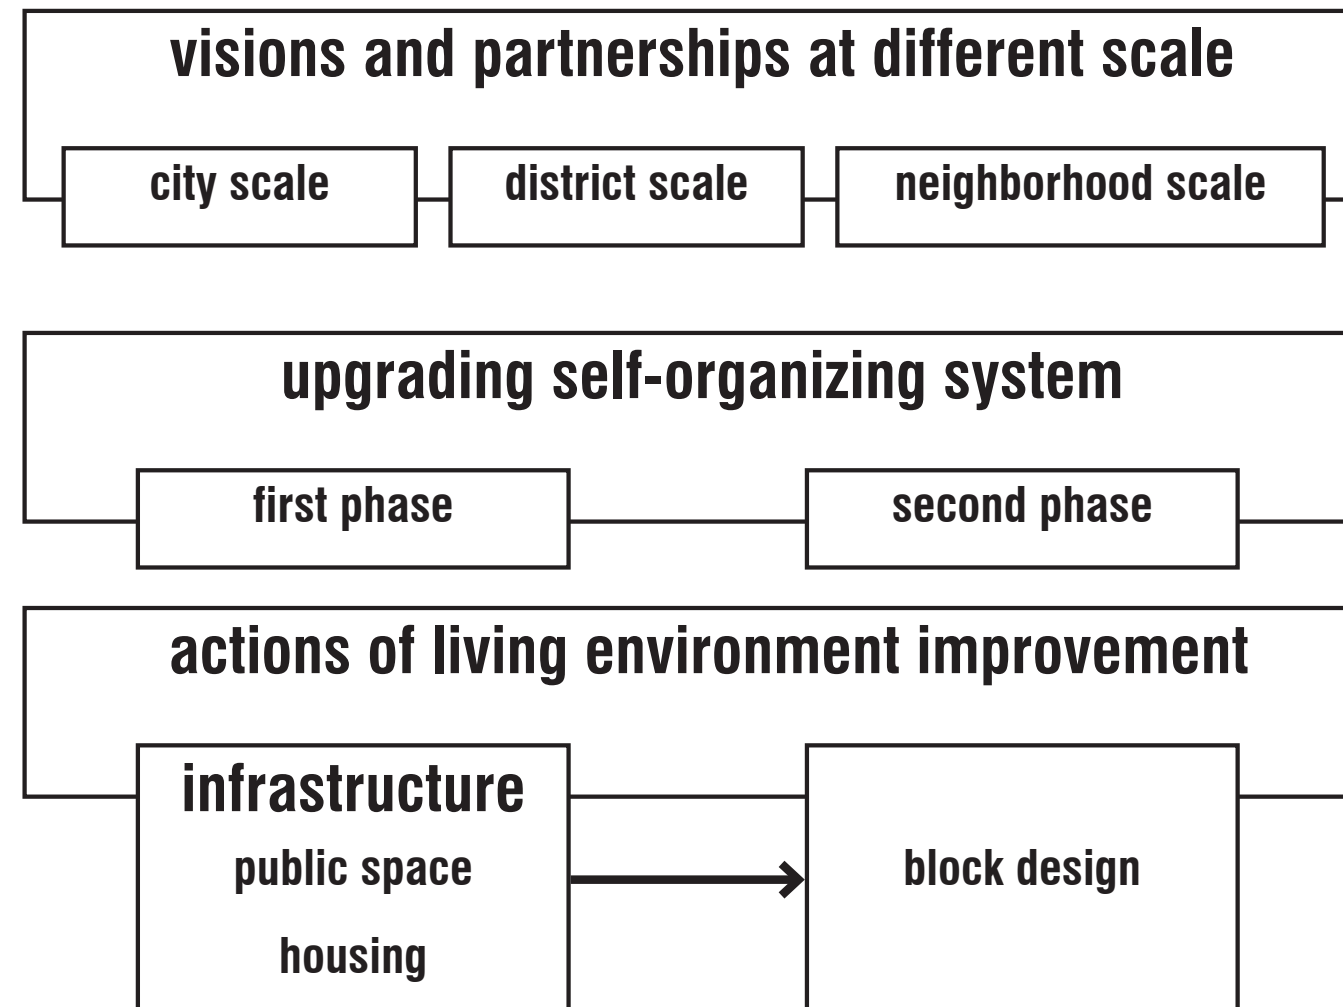 visions and partnerships at different scale
city scale
district scale
neighborhood scale
upgrading self-organizing system
first phase
second phase
actions of living environment improvement
infrastructure
public space
housing
block design